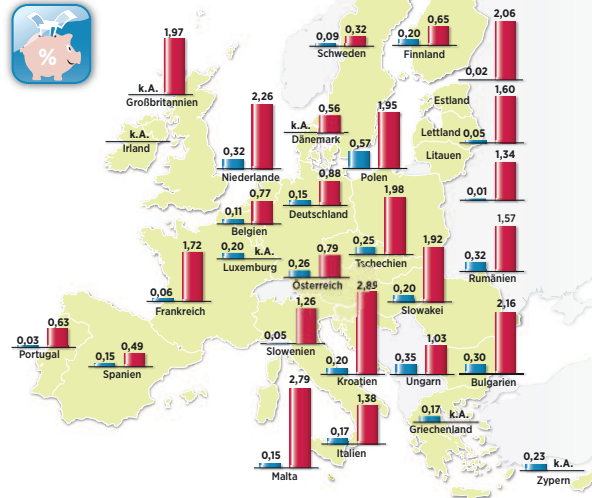 %
1,97
k.A.
Großbritannien
k.A.
Irland
0,09 0,32
Schweden
0,20 0,65
Finnland
2,06
0,02
Estland
1,60
Lettland 0,05
Litauen
1,34
0,01
2,26
0,32
Niederlande
0,56
k.A.
Dänemark
1,95
0,57
Polen
0,88
0,15
Deutschland
0,77
0,11
Belgien
0,20 k.A.
Luxemburg
1,98
0,25
Tschechien
1,57
0,32
Rumänien
1,72
0,06
Frankreich
0,79
0,26
Österreich
1,92
0,20
Slowakei
1,26
0,05
Slowenien
2,89
0,20
Kroatien
1,03
0,35
Ungarn
2,16
0,30
Bulgarien
0,63
0,03
Portugal
0,49
0,15
Spanien
2,79
0,15
Malta
1,38
0,17
Italien
0,17 k.A.
Griechenland
0,23 k.A.
Zypern